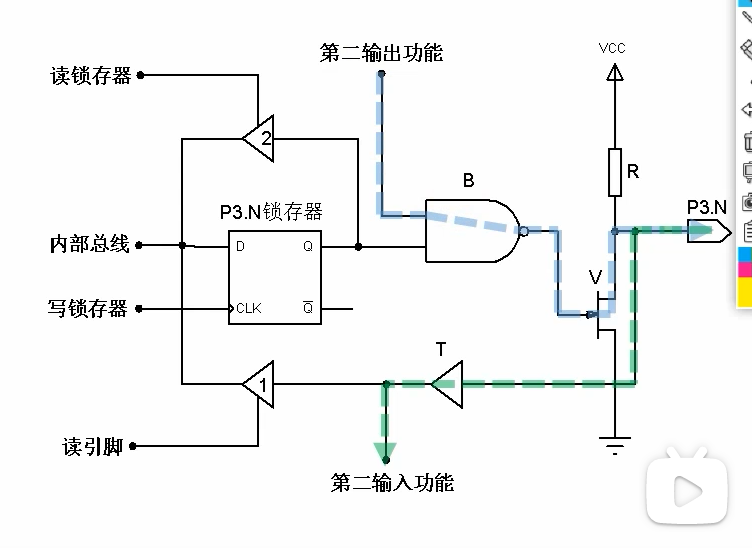 第二输出功能
VCC
读锁存器
2
R
B
P3.N锁存器
P3.N
内部总线
D
Q
V
写锁存器
CLK
Q̅
T
1
读引脚
第二输入功能